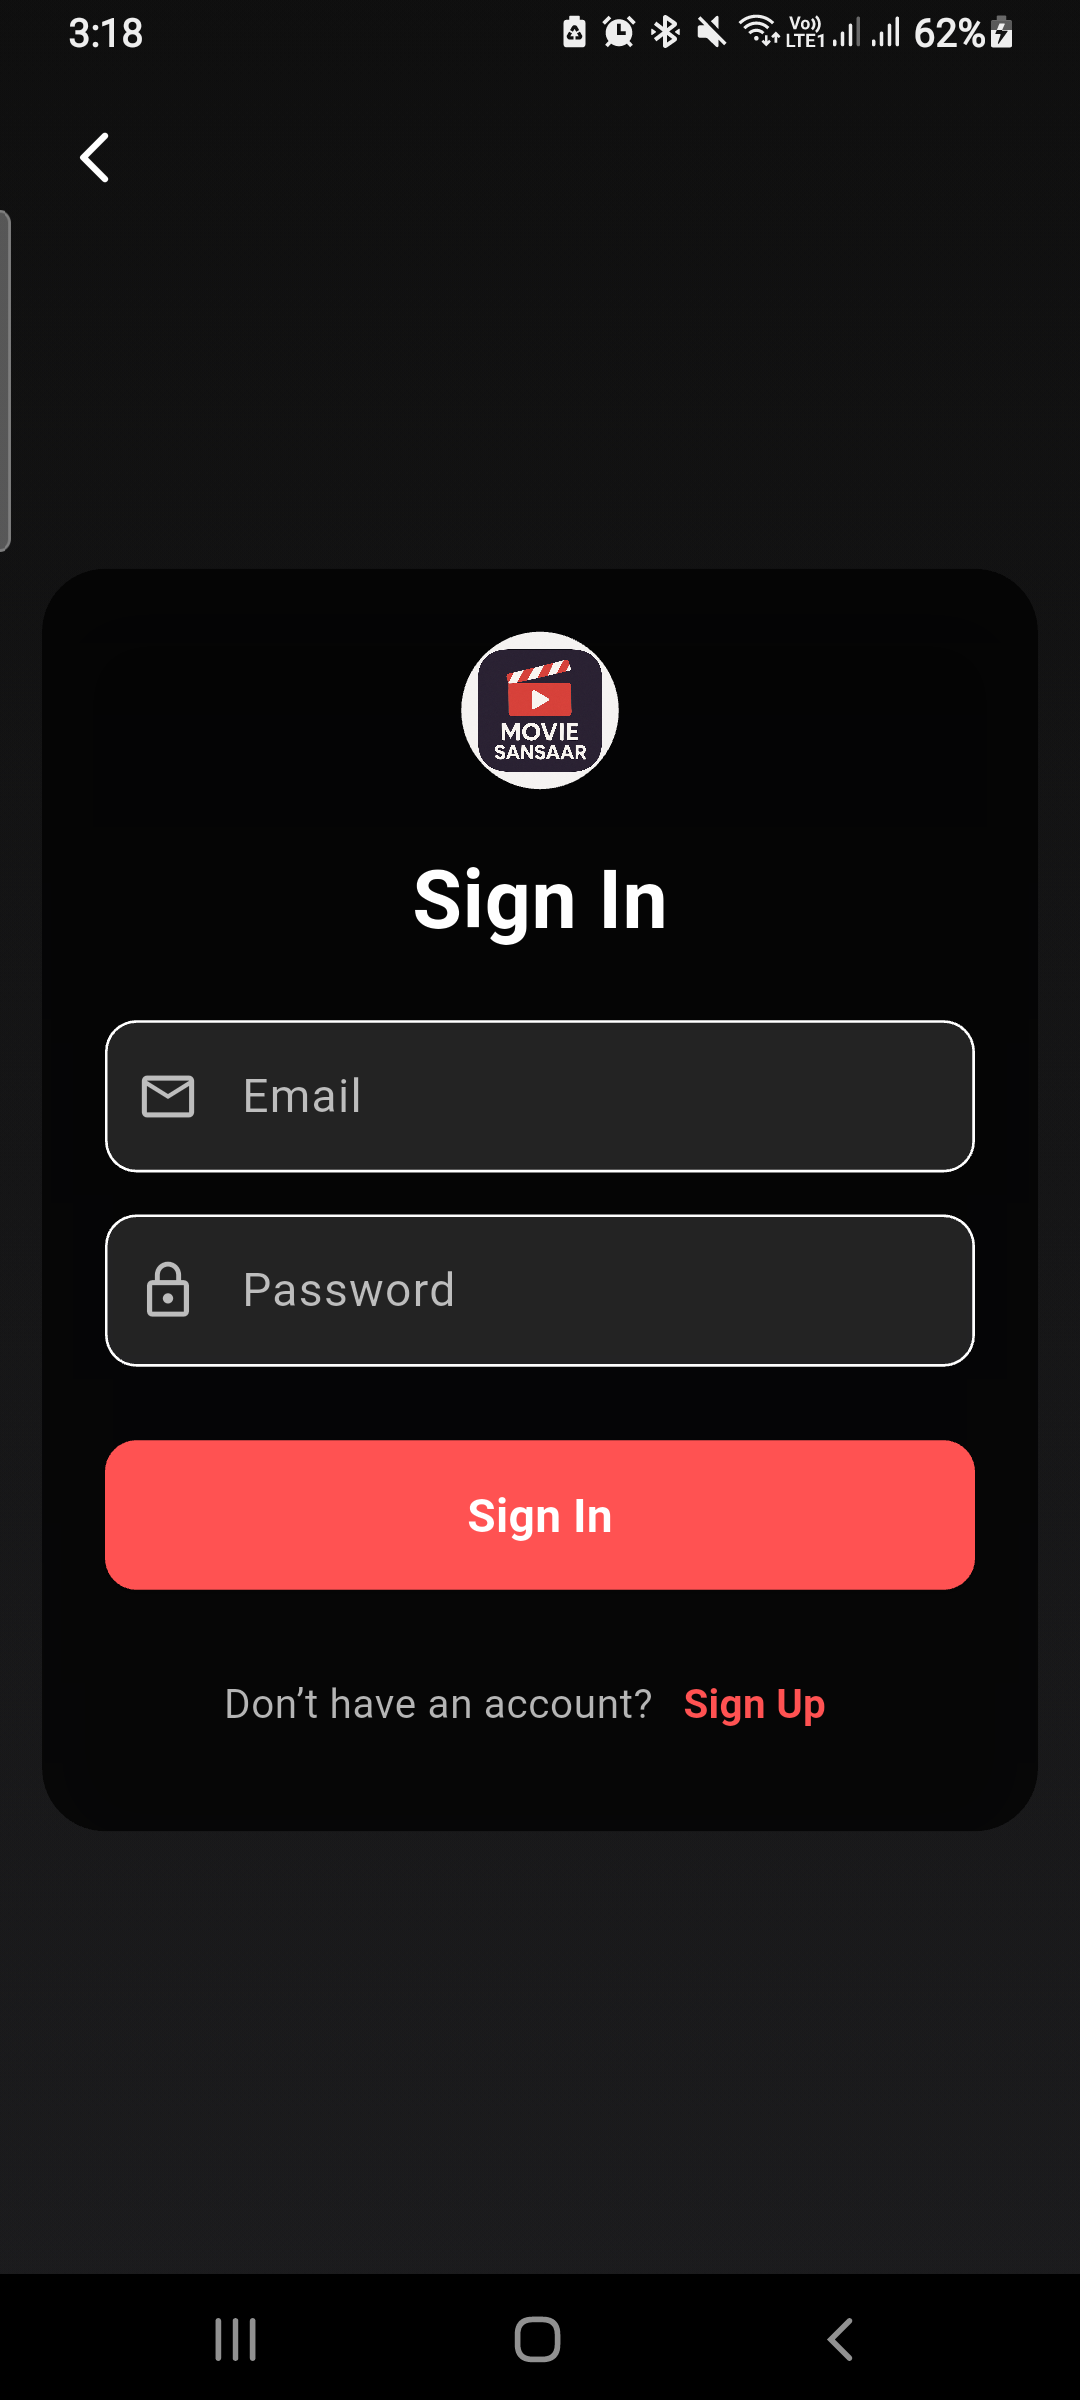 3:18
Vo)) LTE1 62%
MOVIE
SANSAAR
Sign In
Email
Password
Sign In
Don’t have an account? Sign Up